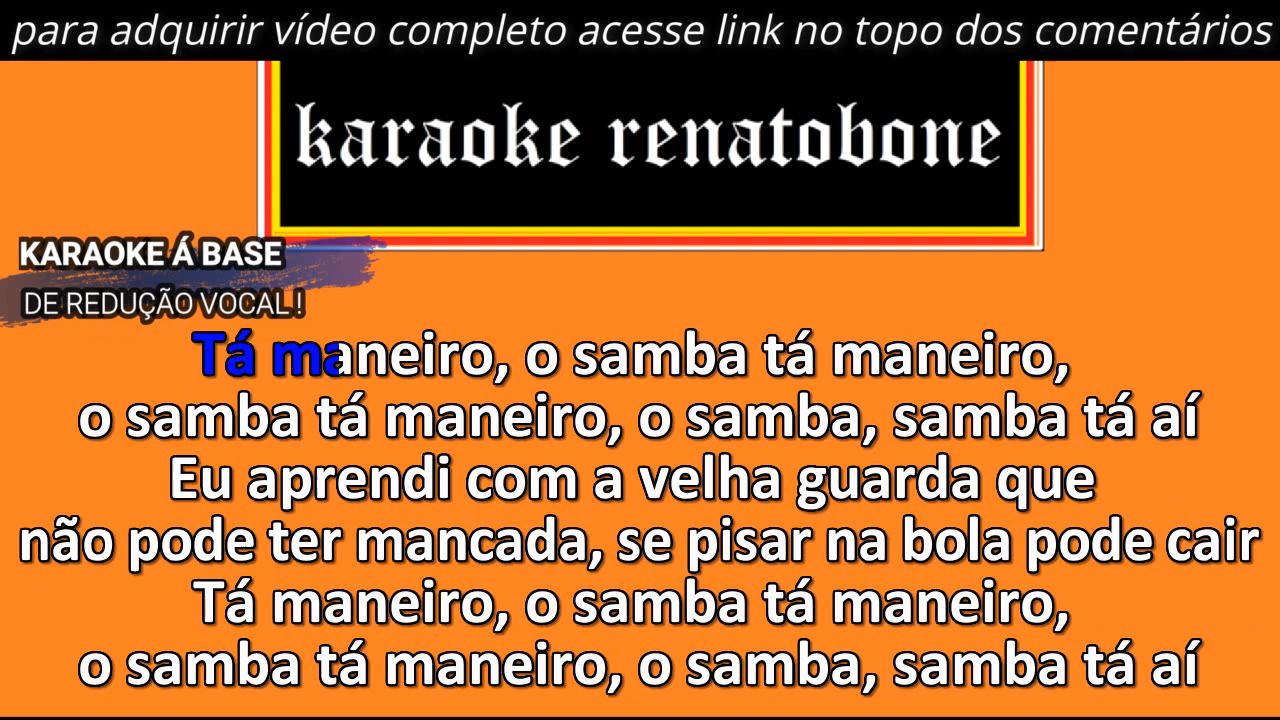 para adquirir vídeo completo acesse link no topo dos comentários
karaoke renatobone
KARAOKE Á BASE
DE REDUÇÃO VOCAL !
Tá maneiro, o samba tá maneiro,
o samba tá maneiro, o samba, samba tá aí
Eu aprendi com a velha guarda que
não pode ter mancada, se pisar na bola pode cair
Tá maneiro, o samba tá maneiro,
o samba tá maneiro, o samba, samba tá aí